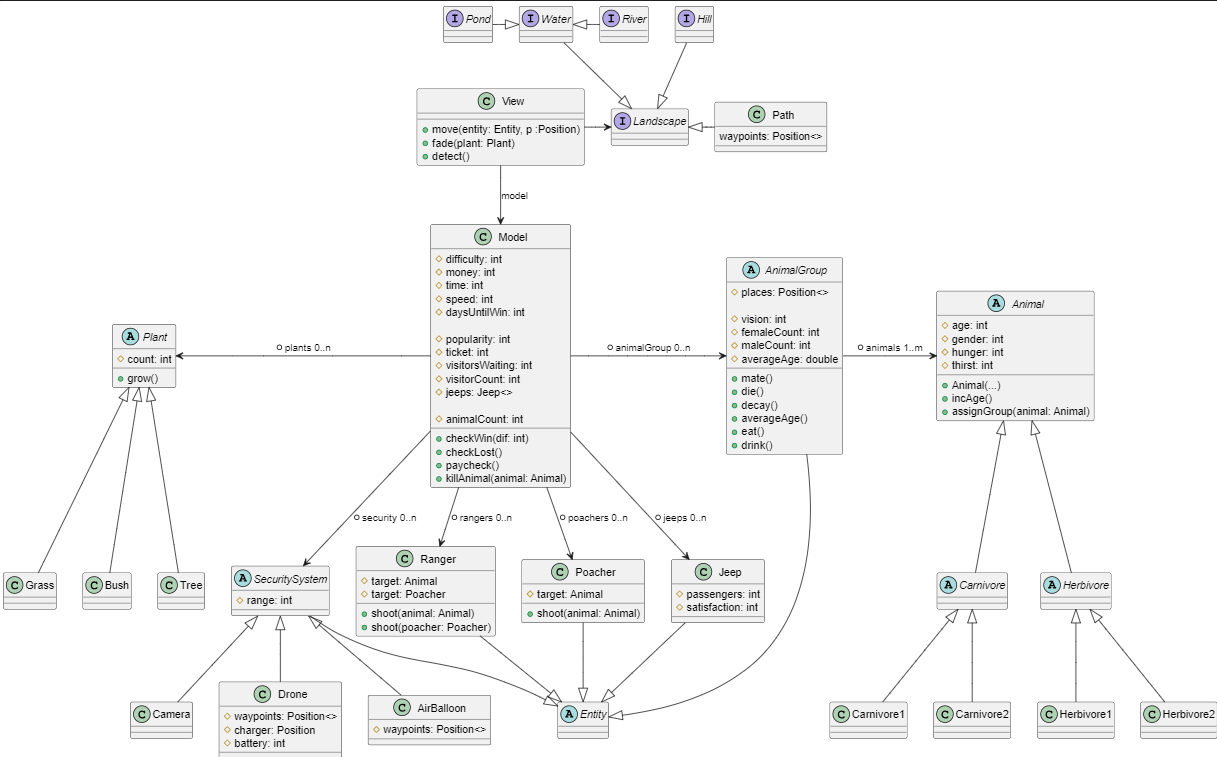 I Pond
I Water
I River
I Hill
C View
move(entity: Entity, p :Position)
fade(plant: Plant)
detect()
I Landscape
C Path
waypoints: Position<>
model
C Model
difficulty: int
money: int
time: int
speed: int
daysUntilWin: int
popularity: int
ticket: int
visitorsWaiting: int
visitorCount: int
jeeps: Jeep<>
animalCount: int
checkWin(dif: int)
checkLost()
paycheck()
killAnimal(animal: Animal)
A AnimalGroup
places: Position<>
vision: int
femaleCount: int
maleCount: int
averageAge: double
mate()
die()
decay()
averageAge()
eat()
drink()
A Animal
age: int
gender: int
hunger: int
thirst: int
Animal(...)
incAge()
assignGroup(animal: Animal)
A Plant
count: int
grow()
plants 0..n
animalGroup 0..n
animals 1..m
security 0..n
rangers 0..n
poachers 0..n
jeeps 0..n
C Grass
C Bush
C Tree
A SecuritySystem
range: int
C Ranger
target: Animal
target: Poacher
shoot(animal: Animal)
shoot(poacher: Poacher)
C Poacher
target: Animal
shoot(animal: Animal)
C Jeep
passengers: int
satisfaction: int
A Carnivore
A Herbivore
C Camera
C Drone
waypoints: Position<>
charger: Position
battery: int
C AirBalloon
waypoints: Position<>
A Entity
C Carnivore1
C Carnivore2
C Herbivore1
C Herbivore2